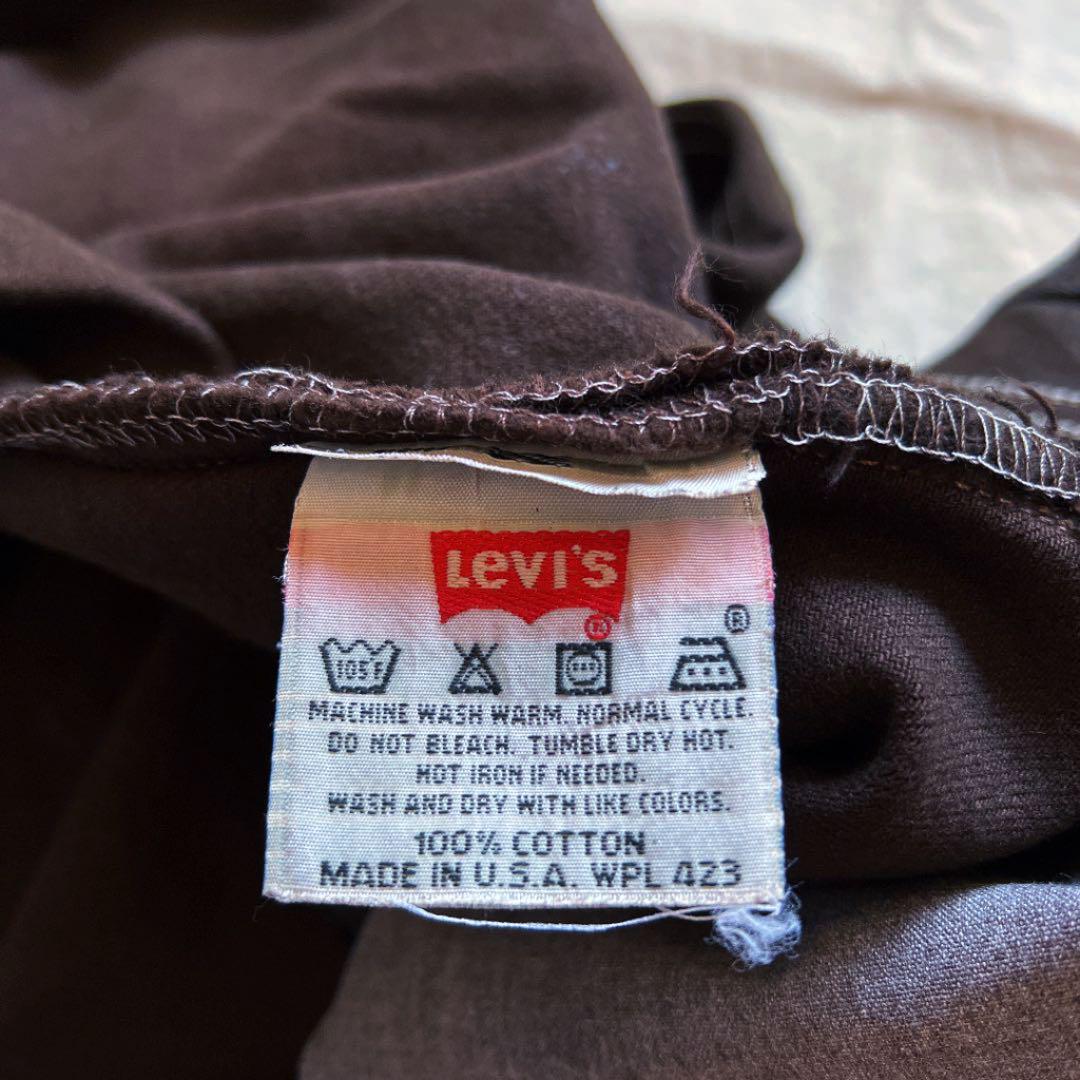 Levi's
®
®
105F
MACHINE WASH WARM. NORMAL CYCLE.
DO NOT BLEACH. TUMBLE DRY HOT.
HOT IRON IF NEEDED.
WASH AND DRY WITH LIKE COLORS.
100% COTTON
MADE IN U.S.A. WPL 423